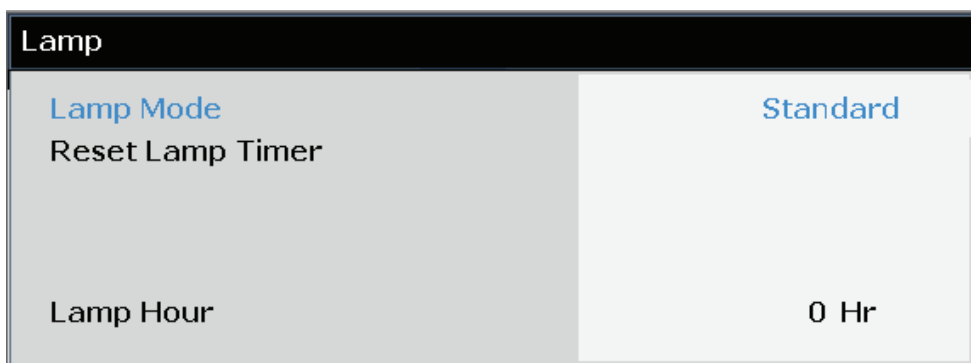 Lamp
Lamp Mode Standard
Reset Lamp Timer
Lamp Hour 0 Hr